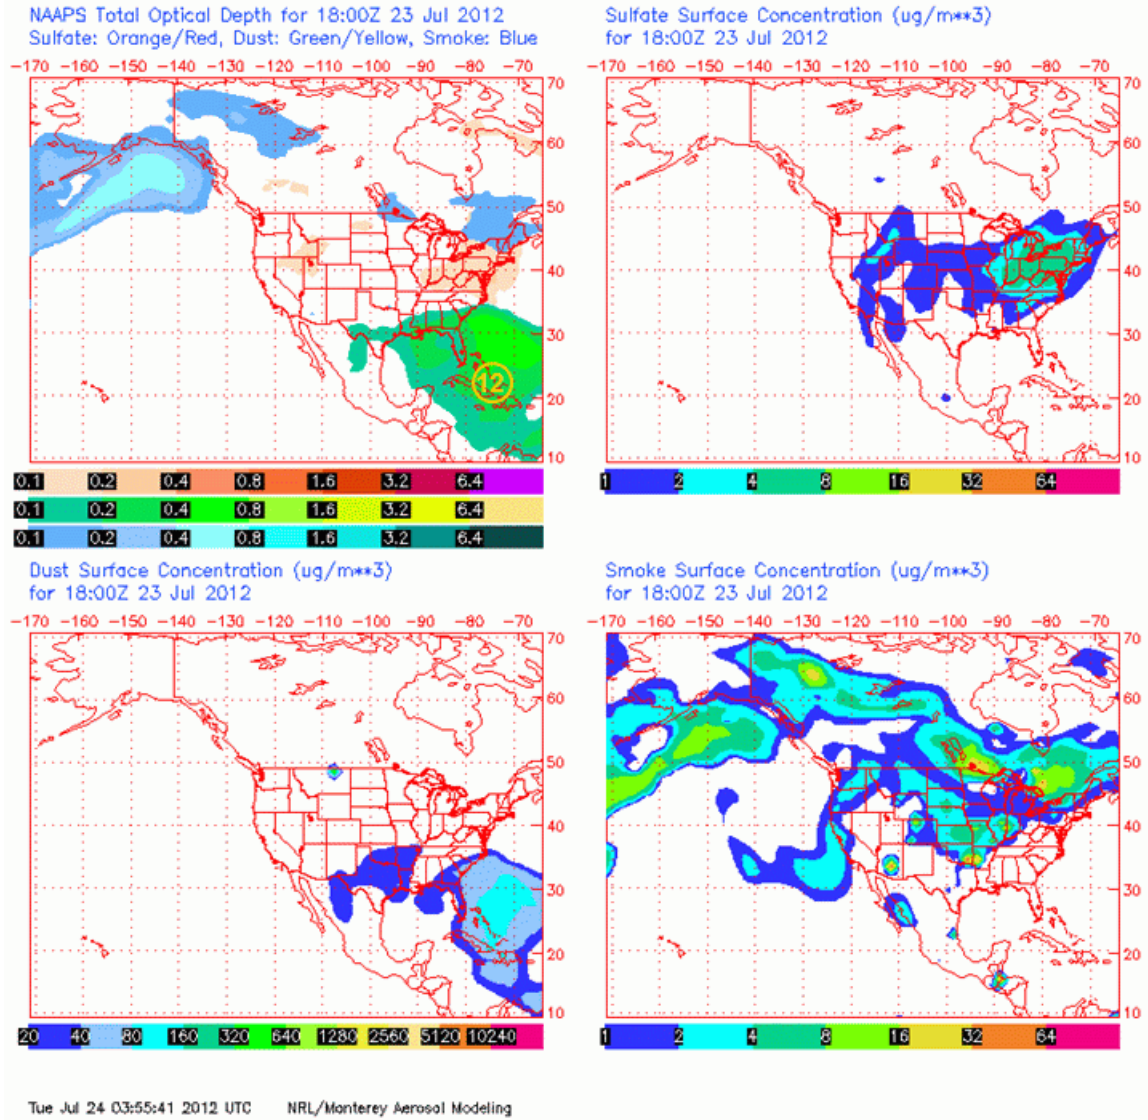 NAAPS Total Optical Depth for 18:00Z 23 Jul 2012
Sulfate: Orange/Red, Dust: Green/Yellow, Smoke: Blue
-170 -160 -150 -140 -130 -120 -110 -100 -90 -80 -70
70
60
50
40
30
20
10
12
0.1 0.2 0.4 0.8 1.6 3.2 6.4
0.1 0.2 0.4 0.8 1.6 3.2 6.4
0.1 0.2 0.4 0.8 1.6 3.2 6.4
Sulfate Surface Concentration (ug/m**3)
for 18:00Z 23 Jul 2012
-170 -160 -150 -140 -130 -120 -110 -100 -90 -80 -70
70
60
50
40
30
20
10
1 2 4 8 16 32 64
Dust Surface Concentration (ug/m**3)
for 18:00Z 23 Jul 2012
-170 -160 -150 -140 -130 -120 -110 -100 -90 -80 -70
70
60
50
40
30
20
10
20 40 80 160 320 640 1280 2560 5120 10240
Smoke Surface Concentration (ug/m**3)
for 18:00Z 23 Jul 2012
-170 -160 -150 -140 -130 -120 -110 -100 -90 -80 -70
70
60
50
40
30
20
10
1 2 4 8 16 32 64
Tue Jul 24 03:55:41 2012 UTC NRL/Monterey Aerosol Modeling